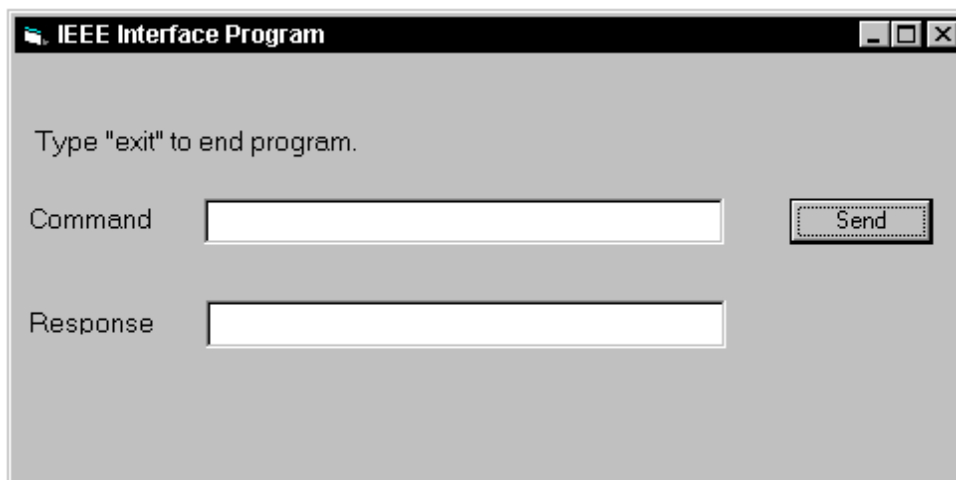 IEEE Interface Program
Type "exit" to end program.
Command
Send
Response